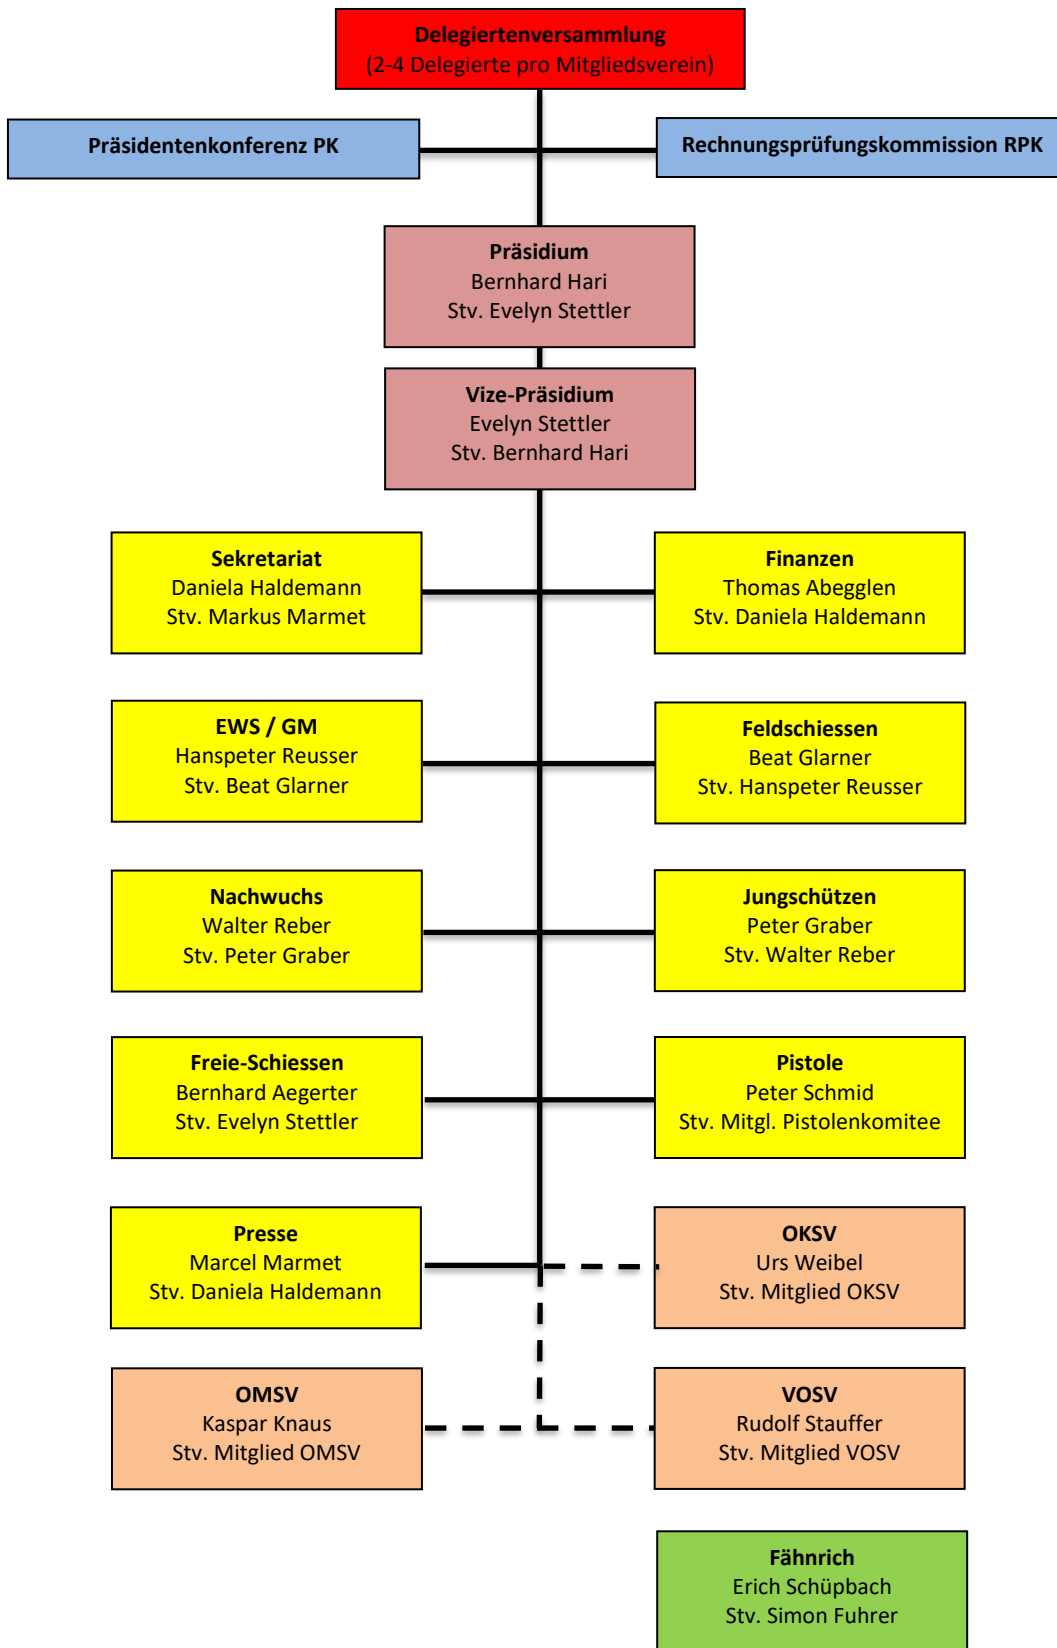 Delegiertenversammlung
(2-4 Delegierte pro Mitgliedsverein)
Präsidentenkonferenz PK
Rechnungsprüfungskommission RPK
Präsidium
Bernhard Hari
Stv. Evelyn Stettler
Vize-Präsidium
Evelyn Stettler
Stv. Bernhard Hari
Sekretariat
Daniela Haldemann
Stv. Markus Marmet
Finanzen
Thomas Abegglen
Stv. Daniela Haldemann
EWS / GM
Hanspeter Reusser
Stv. Beat Glarner
Feldschiessen
Beat Glarner
Stv. Hanspeter Reusser
Nachwuchs
Walter Reber
Stv. Peter Graber
Jungschützen
Peter Graber
Stv. Walter Reber
Freie-Schiessen
Bernhard Aegerter
Stv. Evelyn Stettler
Pistole
Peter Schmid
Stv. Mitgl. Pistolenkomitee
Presse
Marcel Marmet
Stv. Daniela Haldemann
OKSV
Urs Weibel
Stv. Mitglied OKSV
OMSV
Kaspar Knaus
Stv. Mitglied OMSV
VOSV
Rudolf Stauffer
Stv. Mitglied VOSV
Fähnrich
Erich Schüpbach
Stv. Simon Fuhrer